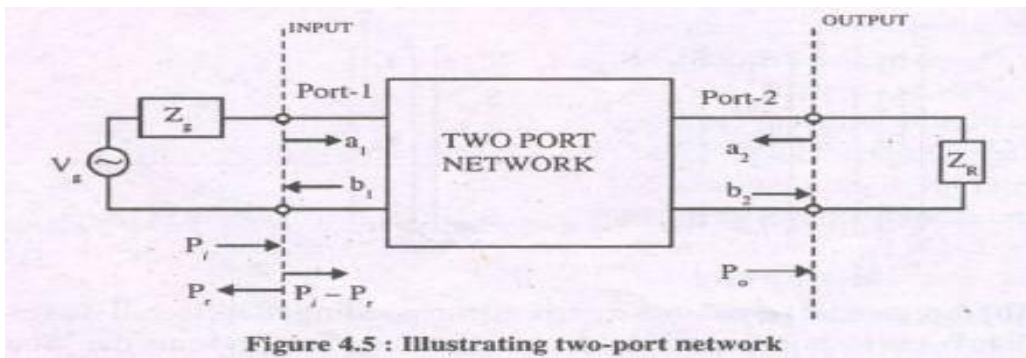 INPUT
OUTPUT
Port-1
Port-2
Z_g
V_g
a_1
b_1
TWO PORT
NETWORK
a_2
b_2
Z_R
P_i
P_r
P_i − P_r
P_o
Figure 4.5 : Illustrating two-port network